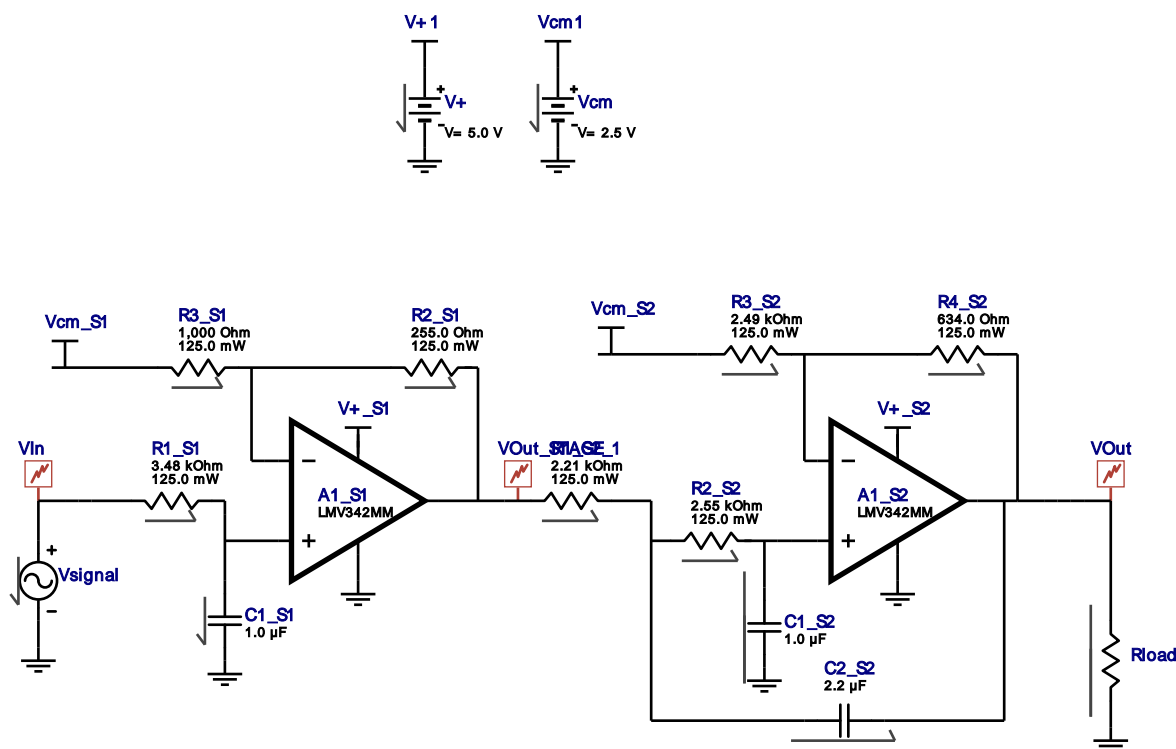 V+1
Vcm1
+
V+
−
V= 5.0 V
+
Vcm
−
V= 2.5 V
Vcm_S1
R3_S1
1,000 Ohm
125.0 mW
R2_S1
255.0 Ohm
125.0 mW
Vcm_S2
R3_S2
2.49 kOhm
125.0 mW
R4_S2
634.0 Ohm
125.0 mW
V+_S1
V+_S2
VIn
R1_S1
3.48 kOhm
125.0 mW
−
A1_S1
LMV342MM
+
VOut_
2.21 kOhm
125.0 mW
R2_S2
2.55 kOhm
125.0 mW
−
A1_S2
LMV342MM
+
VOut
+
Vsignal
−
C1_S1
1.0 µF
C1_S2
1.0 µF
C2_S2
2.2 µF
Rload